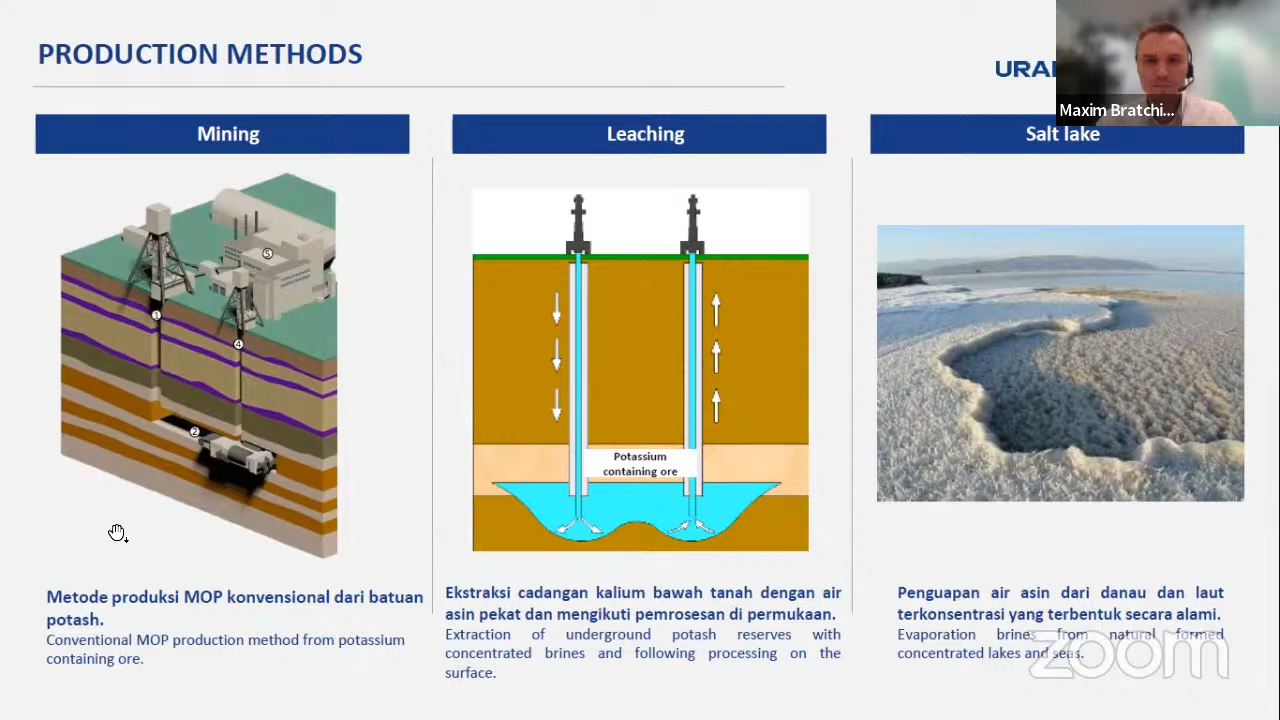 PRODUCTION METHODS
URAL
Maxim Bratchi...
Mining
Leaching
Salt lake
1
5
4
2
Potassium
containing ore
Metode produksi MOP konvensional dari batuan
potash.
Conventional MOP production method from potassium
containing ore.
Ekstraksi cadangan kalium bawah tanah dengan air
asin pekat dan mengikuti pemrosesan di permukaan.
Extraction of underground potash reserves with
concentrated brines and following processing on the
surface.
Penguapan air asin dari danau dan laut
terkonsentrasi yang terbentuk secara alami.
Evaporation brines from natural formed
concentrated lakes and seas.
zoom